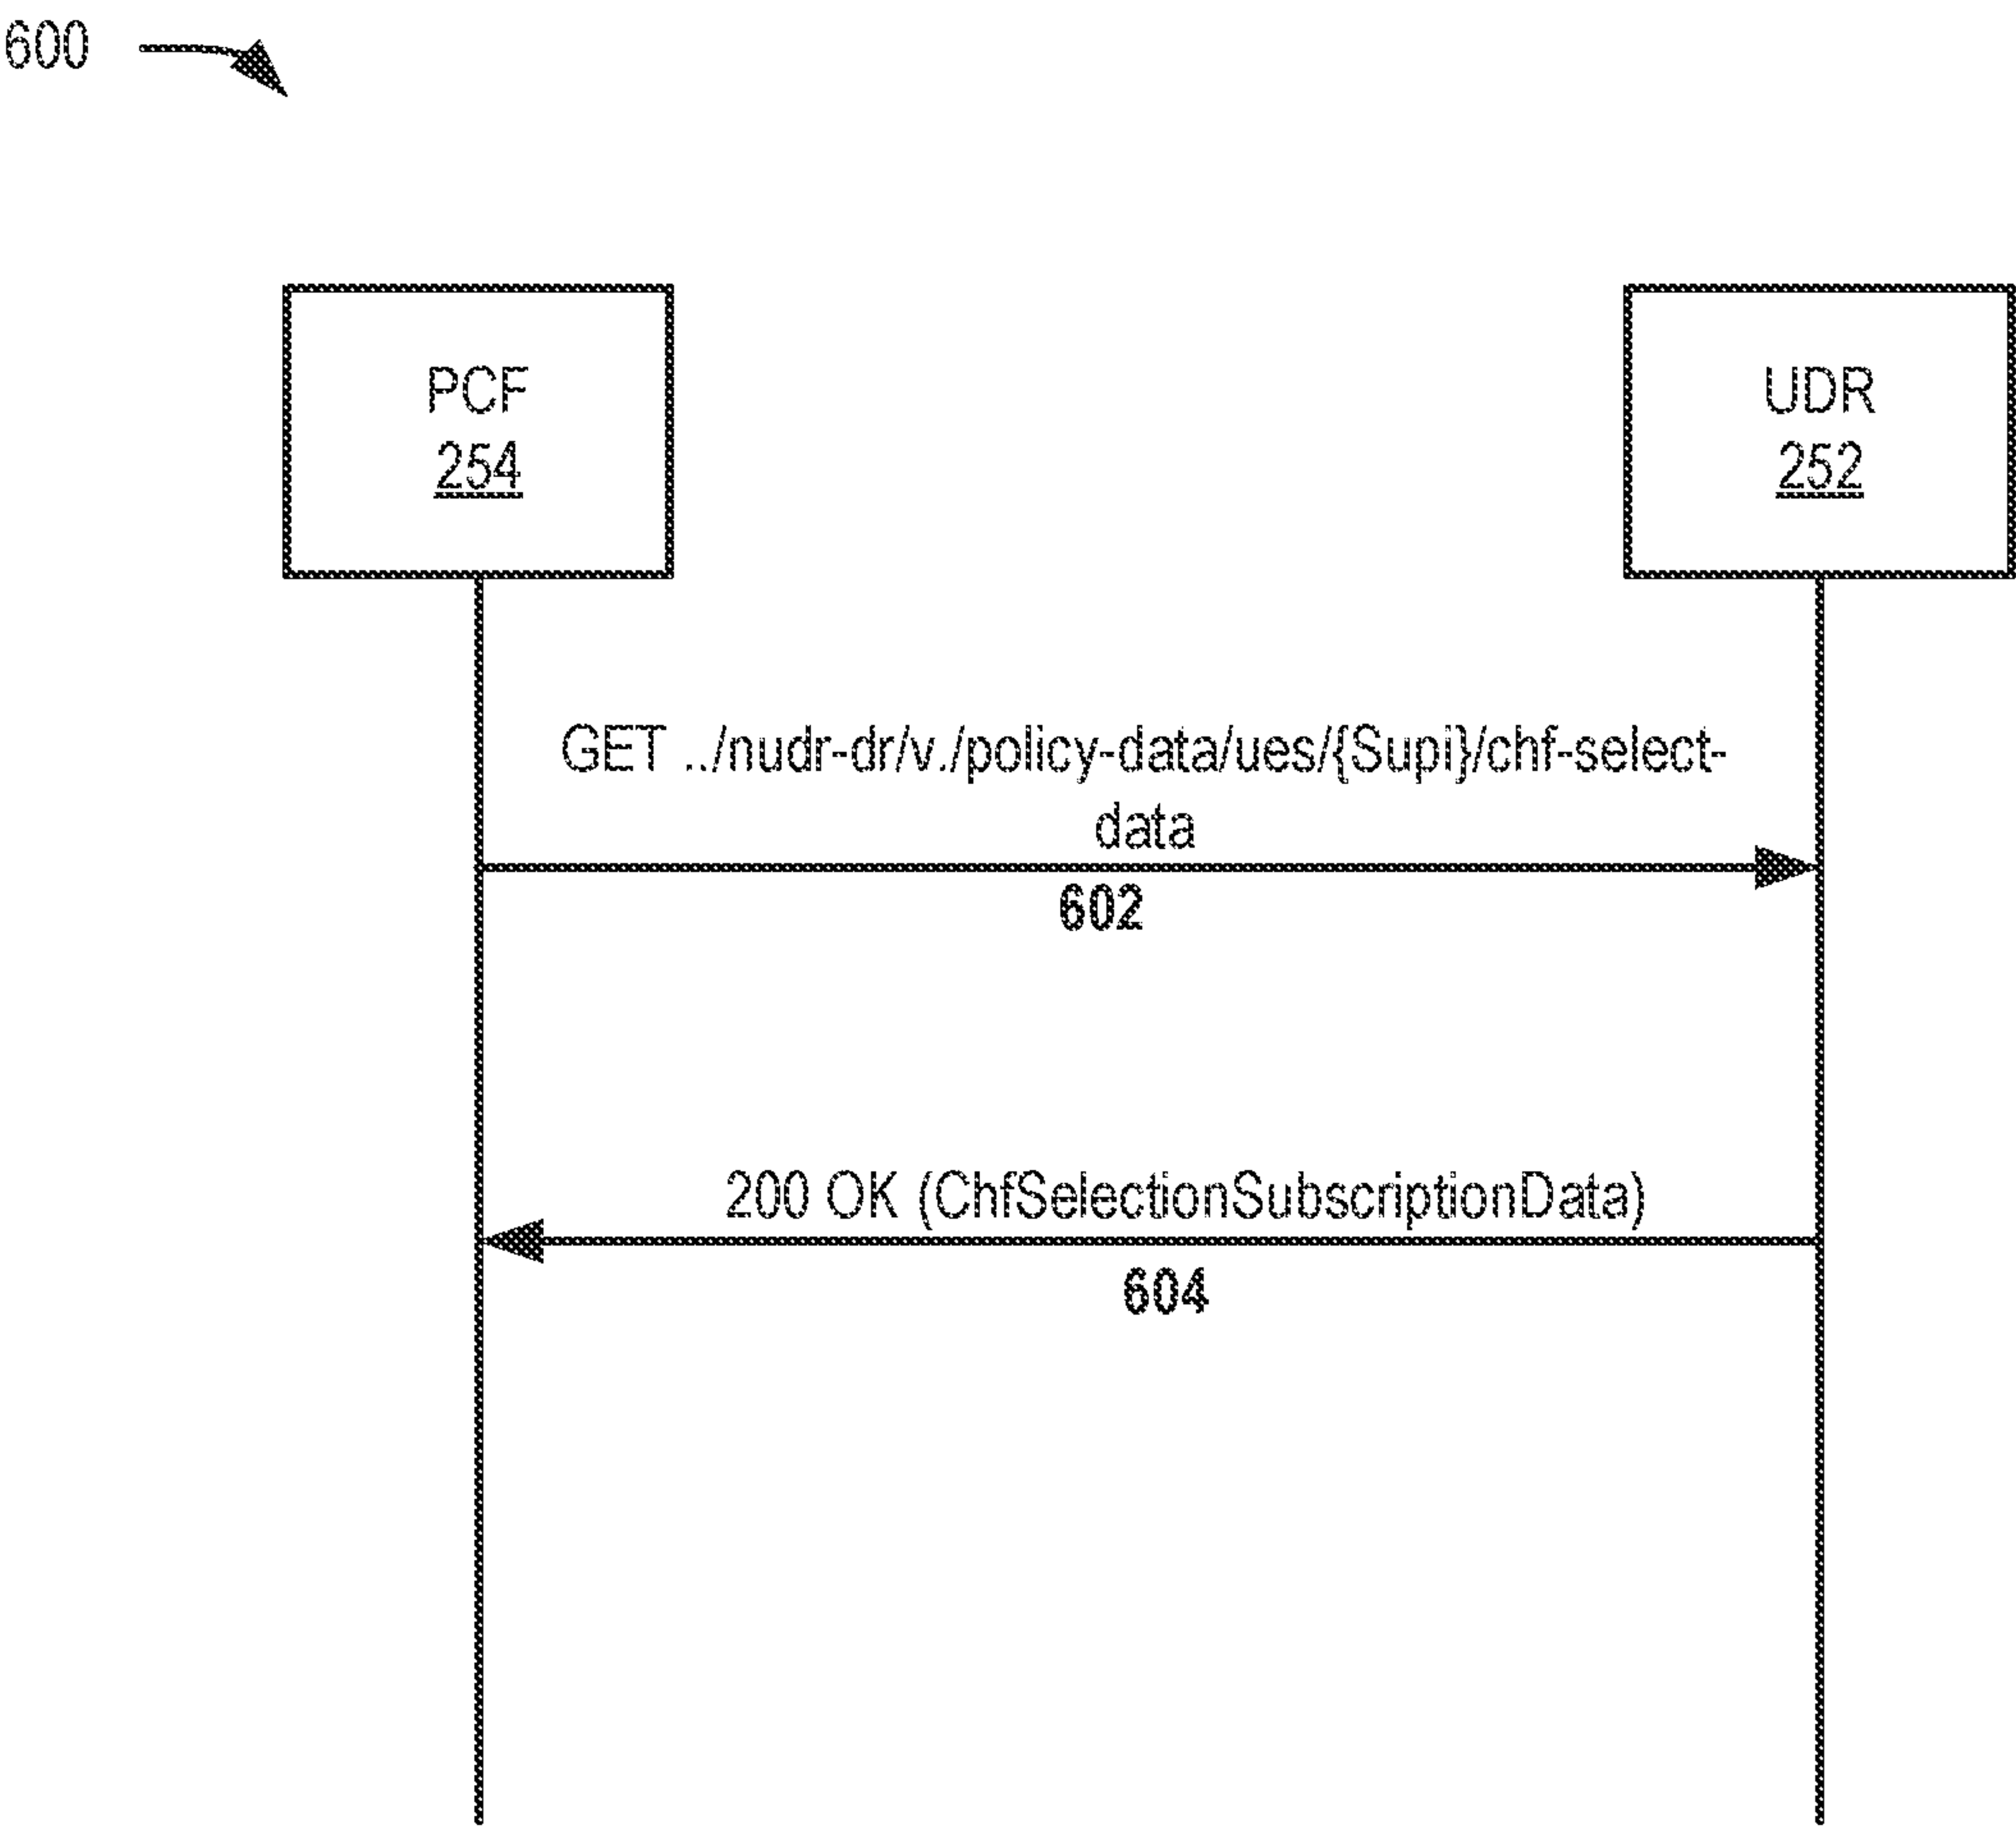 600
PCF
254
UDR
252
GET ../nudr-dr/v./policy-data/ues/{Supi}/chf-select-
data
602
200 OK (ChfSelectionSubscriptionData)
604